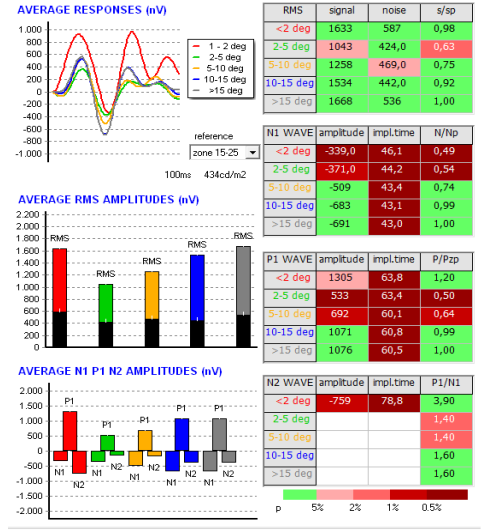 AVERAGE RESPONSES (nV)
1.000
800
600
400
200
0
-200
-400
-600
-800
-1.000
1 - 2 deg
2-5 deg
5-10 deg
10-15 deg
>15 deg
reference
zone 15-25
100ms 434cd/m2
AVERAGE RMS AMPLITUDES (nV)
2.200
2.000
1.800
1.600
1.400
1.200
1.000
800
600
400
200
0
RMS RMS RMS RMS RMS
AVERAGE N1 P1 N2 AMPLITUDES (nV)
2.000
1.500
1.000
500
0
-500
-1.000
-1.500
-2.000
P1 P1 P1 P1 P1
N1 N2 N1 N2 N1 N2 N1 N2 N1 N2
RMS signal noise s/sp
<2 deg 1633 587 0,98
2-5 deg 1043 424,0 0,63
5-10 deg 1258 469,0 0,75
10-15 deg 1534 442,0 0,92
>15 deg 1668 536 1,00
N1 WAVE amplitude impl.time N/Np
<2 deg -339,0 46,1 0,49
2-5 deg -371,0 44,2 0,54
5-10 deg -509 43,4 0,74
10-15 deg -683 43,1 0,99
>15 deg -691 43,0 1,00
P1 WAVE amplitude impl.time P/Pzp
<2 deg 1305 63,8 1,20
2-5 deg 533 63,4 0,50
5-10 deg 692 60,1 0,64
10-15 deg 1071 60,8 0,99
>15 deg 1076 60,5 1,00
N2 WAVE amplitude impl.time P1/N1
<2 deg -759 78,8 3,90
2-5 deg 1,40
5-10 deg 1,40
10-15 deg 1,60
>15 deg 1,60
p 5% 2% 1% 0.5%